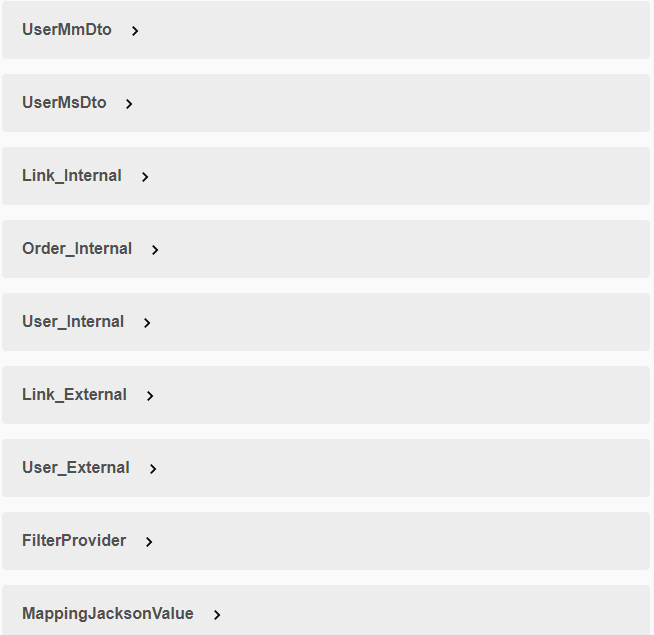 UserMmDto
UserMsDto
Link_Internal
Order_Internal
User_Internal
Link_External
User_External
FilterProvider
MappingJacksonValue